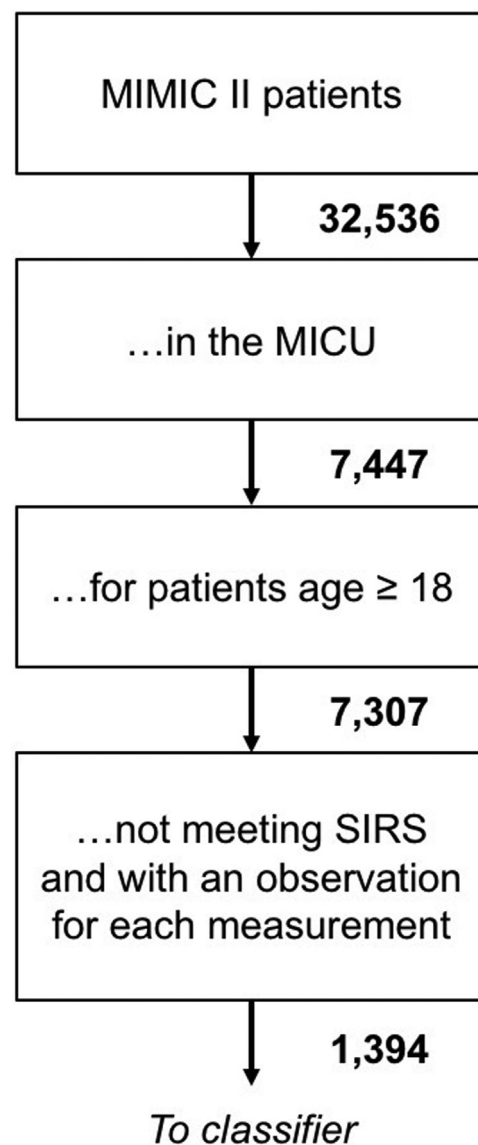 MIMIC II patients
32,536
…in the MICU
7,447
…for patients age ≥ 18
7,307
…not meeting SIRS
and with an observation
for each measurement
1,394
To classifier